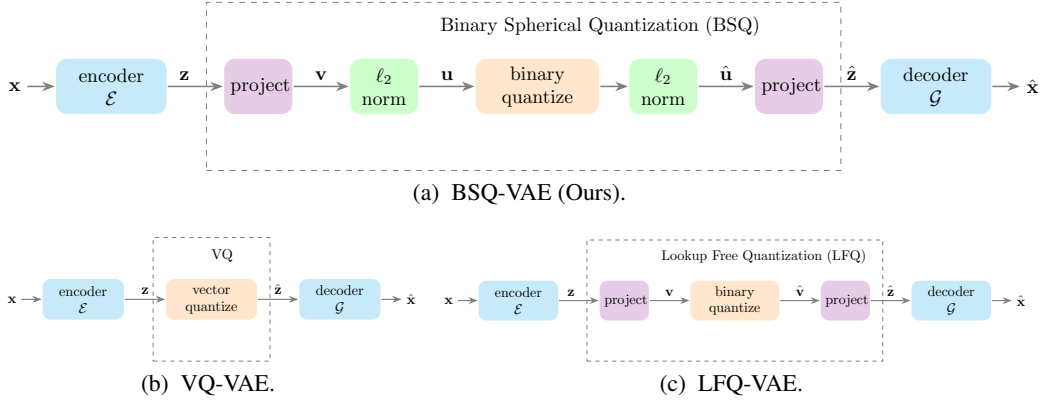 Binary Spherical Quantization (BSQ)
x encoder ℰ z project v ℓ₂ norm u binary quantize ℓ₂ norm û project ẑ decoder 𝒢 x̂
(a) BSQ-VAE (Ours).
VQ
x encoder ℰ z vector quantize ẑ decoder 𝒢 x̂
(b) VQ-VAE.
Lookup Free Quantization (LFQ)
x encoder ℰ z project v binary quantize v̂ project ẑ decoder 𝒢 x̂
(c) LFQ-VAE.